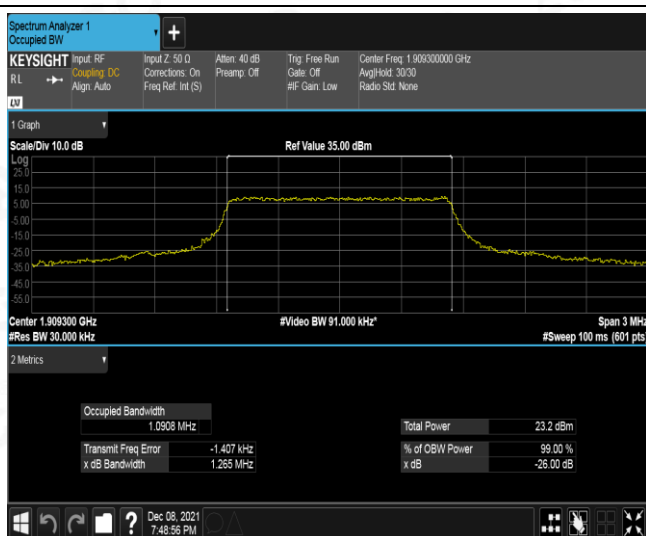 Spectrum Analyzer 1
Occupied BW
+
KEYSIGHT Input: RF Input Z: 50 Ω Atten: 40 dB Trig: Free Run Center Freq: 1.909300000 GHz
RL Coupling: DC Corrections: On Preamp: Off Gate: Off Avg|Hold: 30/30
Align: Auto Freq Ref: Int (S) #IF Gain: Low Radio Std: None
LXI
1 Graph
Scale/Div 10.0 dB Ref Value 35.00 dBm
Log
25.0
15.0
5.00
-5.00
-15.0
-25.0
-35.0
-45.0
-55.0
Center 1.909300 GHz #Video BW 91.000 kHz* Span 3 MHz
#Res BW 30.000 kHz #Sweep 100 ms (601 pts)
2 Metrics
Occupied Bandwidth
1.0908 MHz Total Power 23.2 dBm
Transmit Freq Error -1.407 kHz % of OBW Power 99.00 %
x dB Bandwidth 1.265 MHz x dB -26.00 dB
? Dec 08, 2021
7:48:56 PM